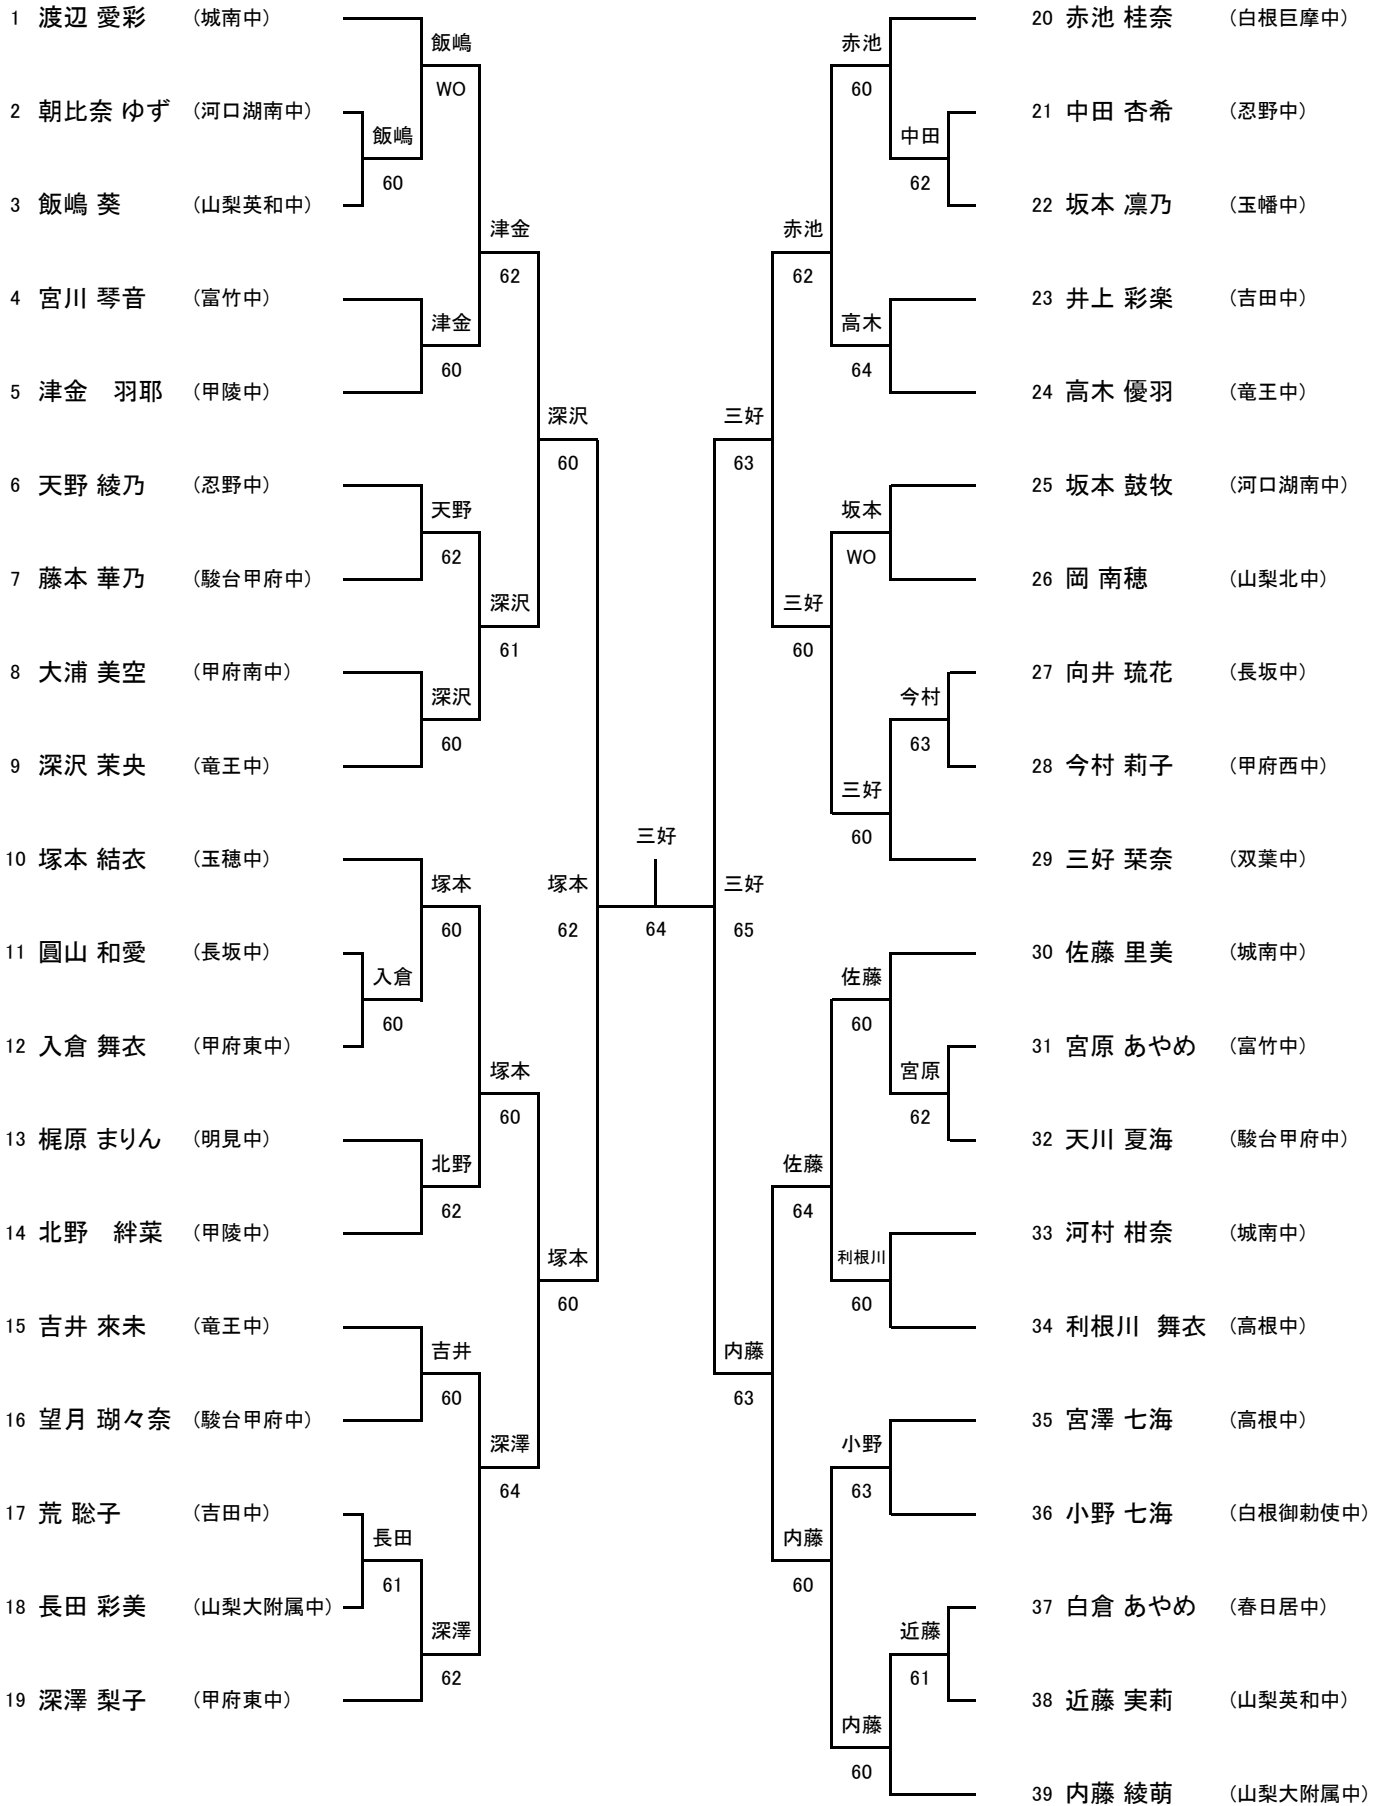 1 渡辺 愛彩 （城南中）
飯嶋
WO
2 朝比奈 ゆず （河口湖南中）
飯嶋
60
3 飯嶋 葵 （山梨英和中）
津金
62
4 宮川 琴音 （富竹中）
津金
60
5 津金　羽耶 （甲陵中）
深沢
60
6 天野 綾乃 （忍野中）
天野
62
7 藤本 華乃 （駿台甲府中）
深沢
61
8 大浦 美空 （甲府南中）
深沢
60
9 深沢 茉央 （竜王中）
10 塚本 結衣 （玉穂中）
塚本
60
塚本
62
11 圓山 和愛 （長坂中）
入倉
60
12 入倉 舞衣 （甲府東中）
塚本
60
13 梶原 まりん （明見中）
北野
62
14 北野　絆菜 （甲陵中）
塚本
60
15 吉井 來未 （竜王中）
吉井
60
16 望月 瑚々奈 （駿台甲府中）
深澤
64
17 荒 聡子 （吉田中）
長田
61
18 長田 彩美 （山梨大附属中）
深澤
62
19 深澤 梨子 （甲府東中）
三好
64
20 赤池 桂奈 （白根巨摩中）
赤池
60
21 中田 杏希 （忍野中）
中田
62
22 坂本 凛乃 （玉幡中）
赤池
62
23 井上 彩楽 （吉田中）
高木
64
24 高木 優羽 （竜王中）
三好
63
25 坂本 鼓牧 （河口湖南中）
坂本
WO
26 岡 南穂 （山梨北中）
三好
60
27 向井 琉花 （長坂中）
今村
63
28 今村 莉子 （甲府西中）
三好
60
29 三好 栞奈 （双葉中）
三好
65
30 佐藤 里美 （城南中）
佐藤
60
31 宮原 あやめ （富竹中）
宮原
62
32 天川 夏海 （駿台甲府中）
佐藤
64
33 河村 柑奈 （城南中）
利根川
60
34 利根川 舞衣 （高根中）
内藤
63
35 宮澤 七海 （高根中）
小野
63
36 小野 七海 （白根御勅使中）
内藤
60
37 白倉 あやめ （春日居中）
近藤
61
38 近藤 実莉 （山梨英和中）
内藤
60
39 内藤 綾萌 （山梨大附属中）